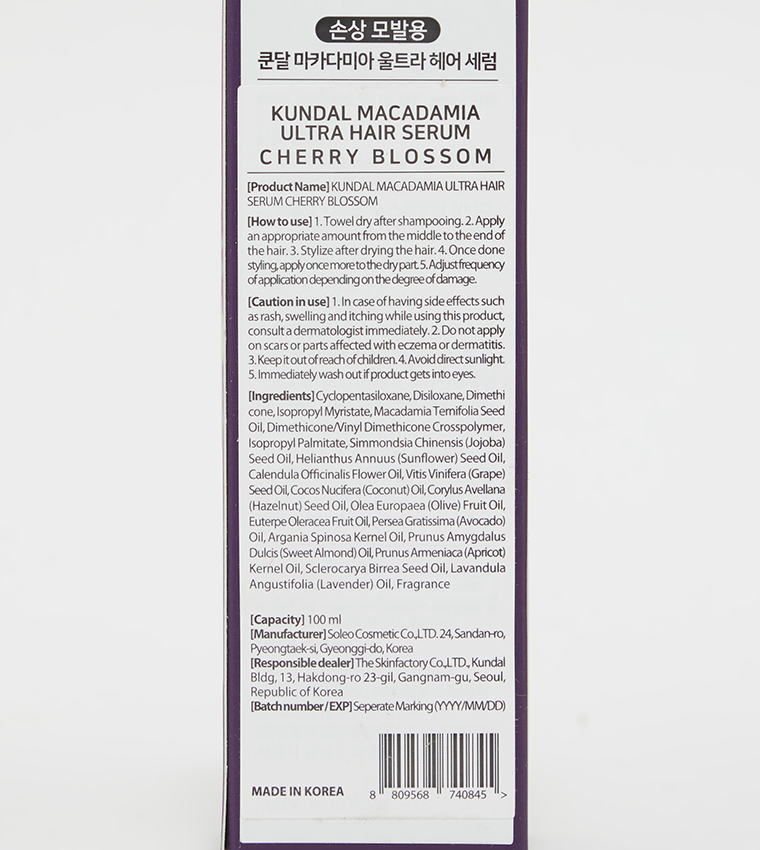 손상 모발용
쿤달 마카다미아 울트라 헤어 세럼
KUNDAL MACADAMIA
ULTRA HAIR SERUM
CHERRY BLOSSOM
[Product Name] KUNDAL MACADAMIA ULTRA HAIR
SERUM CHERRY BLOSSOM
[How to use] 1. Towel dry after shampooing. 2. Apply
an appropriate amount from the middle to the end of
the hair. 3. Stylize after drying the hair. 4. Once done
styling, apply once more to the dry part. 5. Adjust frequency
of application depending on the degree of damage.
[Caution in use] 1. In case of having side effects such
as rash, swelling and itching while using this product,
consult a dermatologist immediately. 2. Do not apply
on scars or parts affected with eczema or dermatitis.
3. Keep it out of reach of children. 4. Avoid direct sunlight.
5. Immediately wash out if product gets into eyes.
[Ingredients] Cyclopentasiloxane, Disiloxane, Dimethi
cone, Isopropyl Myristate, Macadamia Ternifolia Seed
Oil, Dimethicone/Vinyl Dimethicone Crosspolymer,
Isopropyl Palmitate, Simmondsia Chinensis (Jojoba)
Seed Oil, Helianthus Annuus (Sunflower) Seed Oil,
Calendula Officinalis Flower Oil, Vitis Vinifera (Grape)
Seed Oil, Cocos Nucifera (Coconut) Oil, Corylus Avellana
(Hazelnut) Seed Oil, Olea Europaea (Olive) Fruit Oil,
Euterpe Oleracea Fruit Oil, Persea Gratissima (Avocado)
Oil, Argania Spinosa Kernel Oil, Prunus Amygdalus
Dulcis (Sweet Almond) Oil, Prunus Armeniaca (Apricot)
Kernel Oil, Sclerocarya Birrea Seed Oil, Lavandula
Angustifolia (Lavender) Oil, Fragrance
[Capacity] 100 ml
[Manufacturer] Soleo Cosmetic Co.,LTD. 24, Sandan-ro,
Pyeongtaek-si, Gyeonggi-do, Korea
[Responsible dealer] The Skinfactory Co.,LTD., Kundal
Bldg, 13, Hakdong-ro 23-gil, Gangnam-gu, Seoul,
Republic of Korea
[Batch number / EXP] Seperate Marking (YYYY/MM/DD)
MADE IN KOREA
8 809568 740845 >